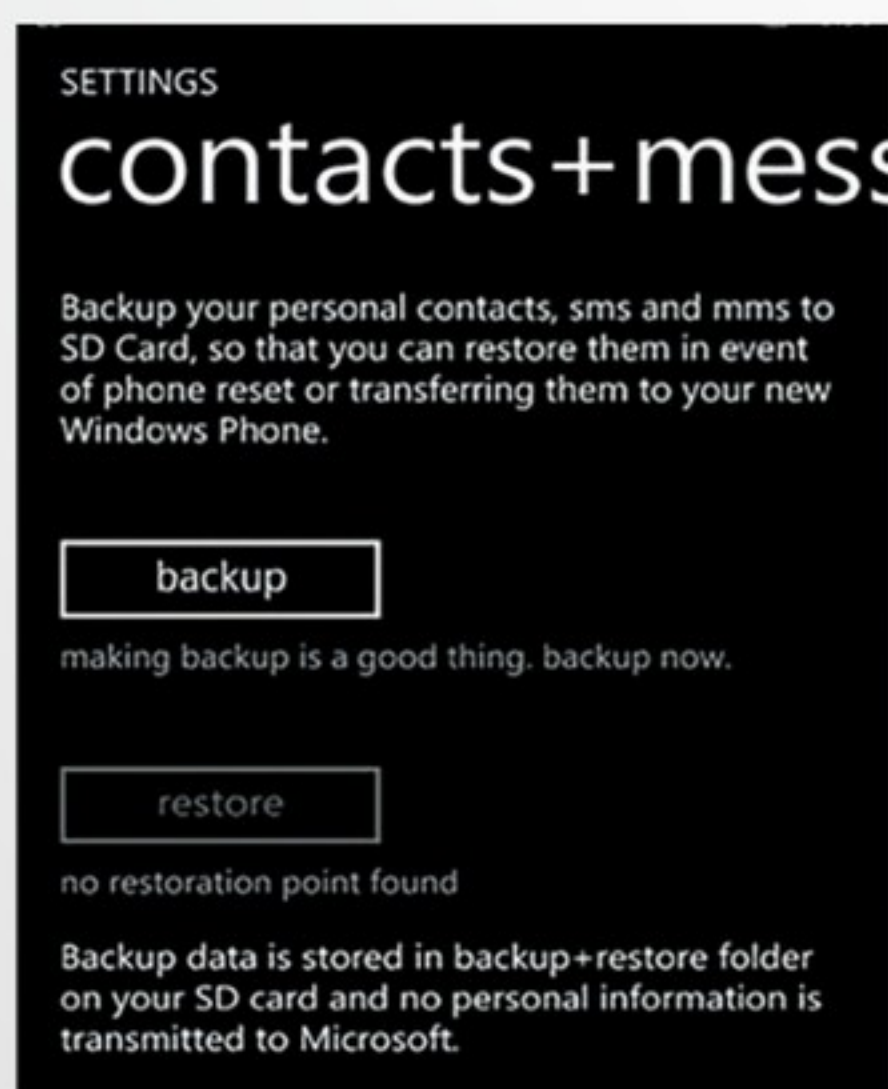 SETTINGS
contacts+mess
Backup your personal contacts, sms and mms to
SD Card, so that you can restore them in event
of phone reset or transferring them to your new
Windows Phone.
backup
making backup is a good thing. backup now.
restore
no restoration point found
Backup data is stored in backup+restore folder
on your SD card and no personal information is
transmitted to Microsoft.